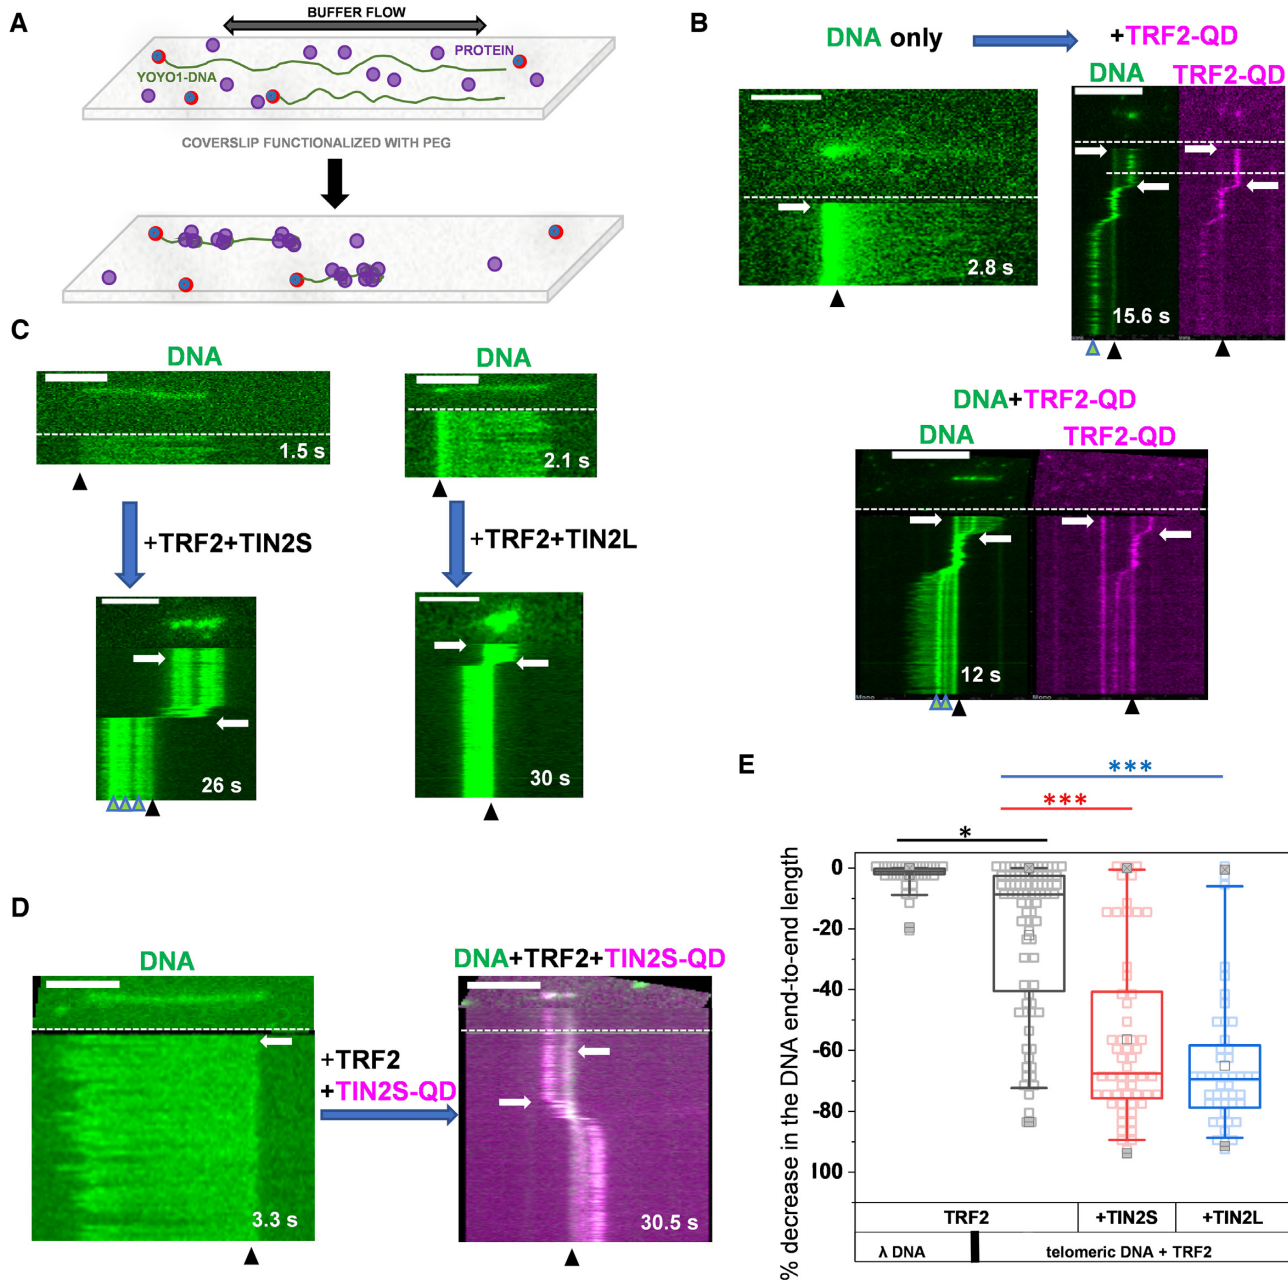 A
BUFFER FLOW
PROTEIN
YOYO1-DNA
COVERSLIP FUNCTIONALIZED WITH PEG
B
DNA only
+TRF2-QD
DNA TRF2-QD
2.8 s
15.6 s
DNA+TRF2-QD
DNA TRF2-QD
12 s
C
DNA
1.5 s
DNA
2.1 s
+TRF2+TIN2S
+TRF2+TIN2L
26 s
30 s
D
DNA
3.3 s
+TRF2
+TIN2S-QD
DNA+TRF2+TIN2S-QD
30.5 s
E
***
***
*
% decrease in the DNA end-to-end length
0
-20
-40
-60
-80
100
TRF2 +TIN2S +TIN2L
λ DNA telomeric DNA + TRF2